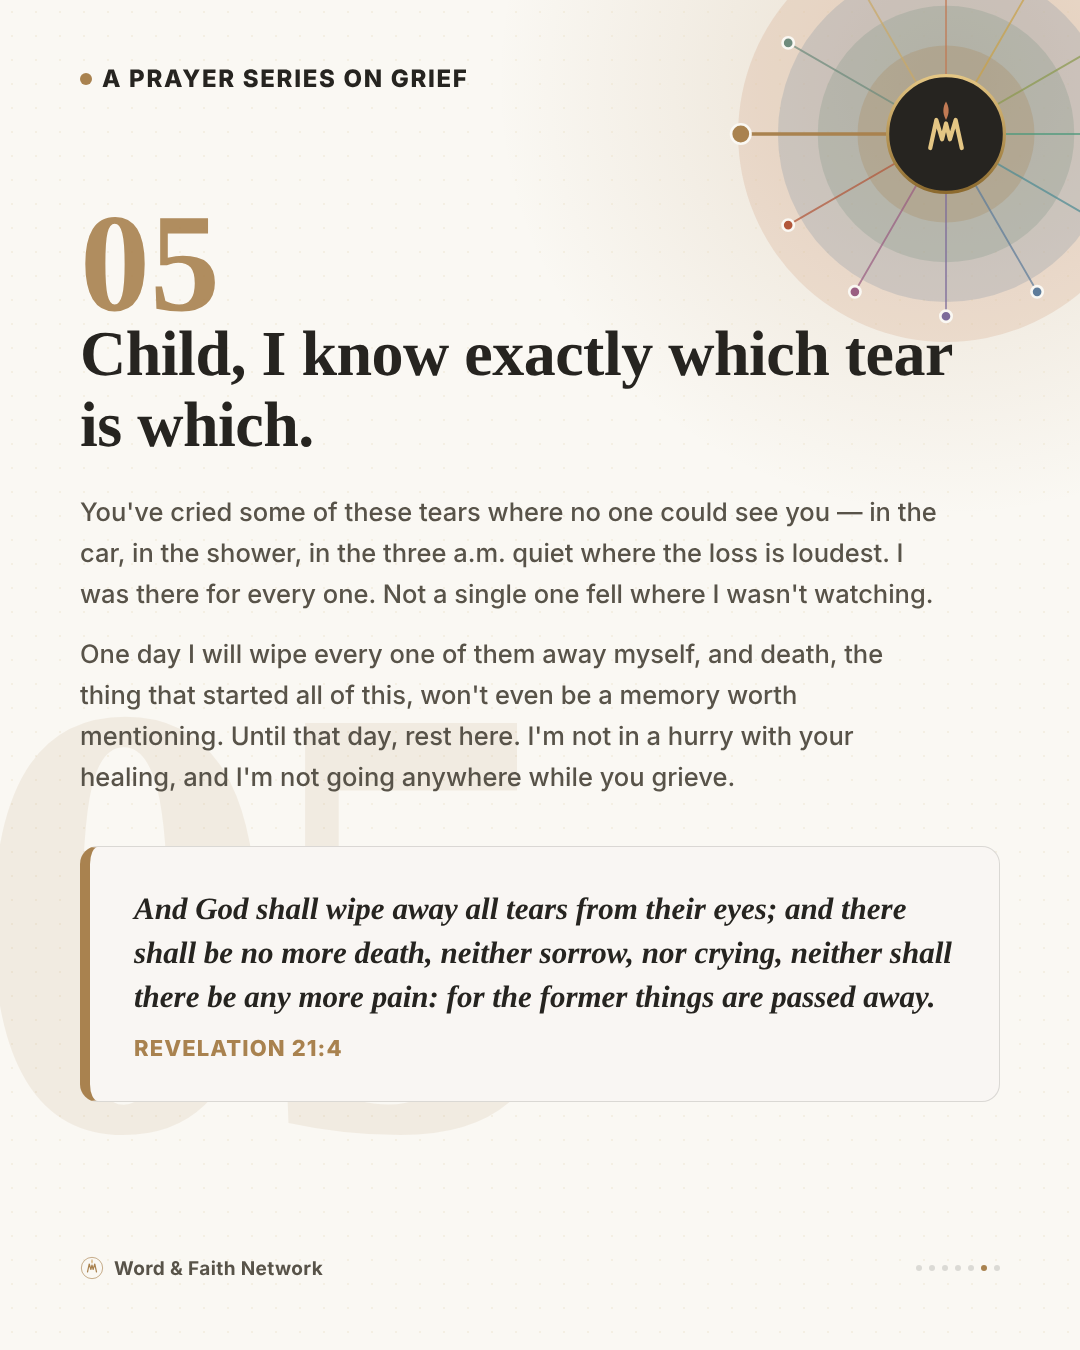 A PRAYER SERIES ON GRIEF
05
Child, I know exactly which tear
is which.
You've cried some of these tears where no one could see you — in the
car, in the shower, in the three a.m. quiet where the loss is loudest. I
was there for every one. Not a single one fell where I wasn't watching.
One day I will wipe every one of them away myself, and death, the
thing that started all of this, won't even be a memory worth
mentioning. Until that day, rest here. I'm not in a hurry with your
healing, and I'm not going anywhere while you grieve.
05
And God shall wipe away all tears from their eyes; and there
shall be no more death, neither sorrow, nor crying, neither shall
there be any more pain: for the former things are passed away.
REVELATION 21:4
Word & Faith Network